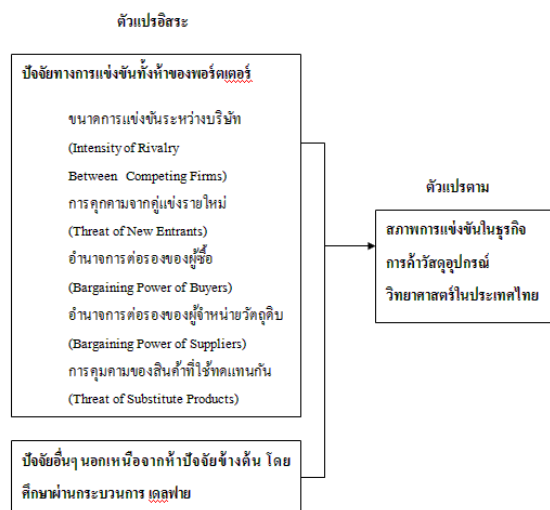 ตัวแปรอิสระ
ปัจจัยทางการแข่งขันทั้งห้าของพอร์ตเตอร์
ขนาดการแข่งขันระหว่างบริษัท
(Intensity of Rivalry
Between Competing Firms)
การคุกคามจากคู่แข่งรายใหม่
(Threat of New Entrants)
อำนาจการต่อรองของผู้ซื้อ
(Bargaining Power of Buyers)
อำนาจการต่อรองของผู้จำหน่ายวัตถุดิบ
(Bargaining Power of Suppliers)
การคุมคามของสินค้าที่ใช้ทดแทนกัน
(Threat of Substitute Products)
ปัจจัยอื่นๆ นอกเหนือจากห้าปัจจัยข้างต้น โดย
ศึกษาผ่านกระบวนการ เดลฟาย
ตัวแปรตาม
สภาพการแข่งขันในธุรกิจ
การค้าวัสดุอุปกรณ์
วิทยาศาสตร์ในประเทศไทย